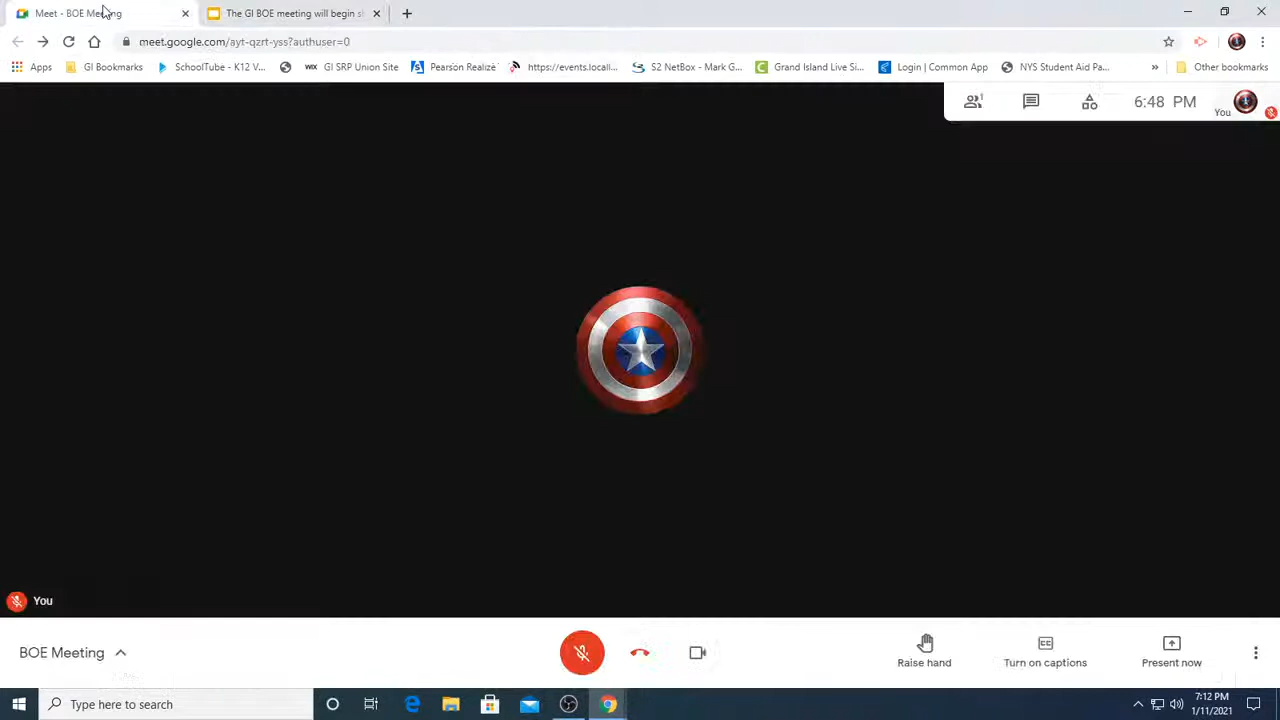 Meet - BOE Meeting
The GI BOE meeting will begin s
meet.google.com/ayt-qzrt-yss?authuser=0
Apps GI Bookmarks SchoolTube - K12 V... GI SRP Union Site Pearson Realize https://events.locall... S2 NetBox - Mark G... Grand Island Live Si... Login | Common App NYS Student Aid Pa... » Other bookmarks
1 6:48 PM
You
You
BOE Meeting
Raise hand
Turn on captions
Present now
Type here to search
7:12 PM
1/11/2021